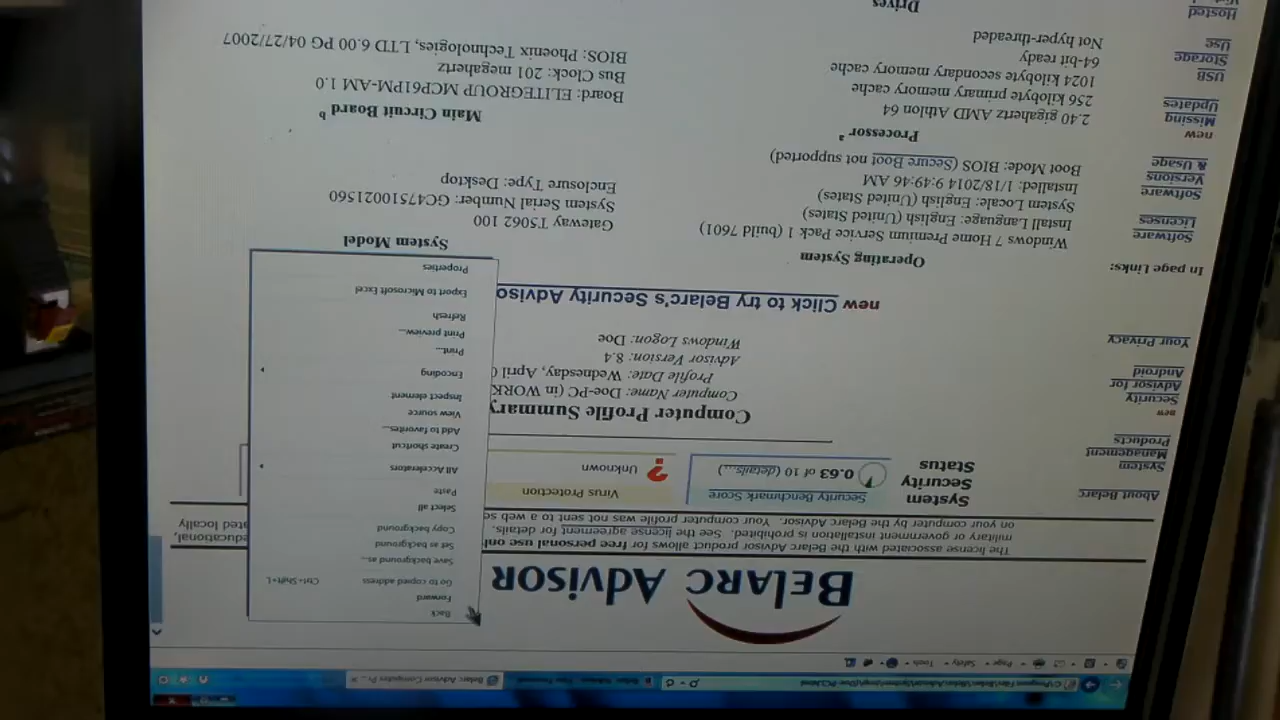 BELARC ADVISOR
The license associated with the Belarc Advisor product allows for free personal use onl
military or government installation is prohibited. See the license agreement for details.
on your computer by the Belarc Advisor. Your computer profile was not sent to a web se
educational,
ted locally
Back
Forward
Go to copied address Ctrl+Shift+L
Save background as...
Set as background
Copy background
Select all
Paste
All Accelerators
Create shortcut
Add to favorites...
View source
Inspect element
Encoding
Print...
Print preview...
Refresh
Export to Microsoft Excel
Properties
About Belarc
System
Management
Products
new
Security
Advisor for
Android
Your Privacy
In page Links:
Software
Licenses
Software
Versions
& Usage
new
Missing
Updates
USB
Storage
Use
Hosted
System
Security
Status
Security Benchmark Score
0.63 of 10 (details...)
Virus Protection
Unknown
Computer Profile Summary
Computer Name: Doe-PC (in WORK
Profile Date: Wednesday, April
Advisor Version: 8.4
Windows Logon: Doe
new Click to try Belarc's Security Adviso
Operating System
Windows 7 Home Premium Service Pack 1 (build 7601)
Install Language: English (United States)
System Locale: English (United States)
Installed: 1/18/2014 9:49:46 AM
Boot Mode: BIOS (Secure Boot not supported)
System Model
Gateway T5062 100
System Serial Number: GC47510021560
Enclosure Type: Desktop
Processor a
2.40 gigahertz AMD Athlon 64
256 kilobyte primary memory cache
1024 kilobyte secondary memory cache
64-bit ready
Not hyper-threaded
Main Circuit Board b
Board: ELITEGROUP MCP61PM-AM 1.0
Bus Clock: 201 megahertz
BIOS: Phoenix Technologies, LTD 6.00 PG 04/27/2007
Drives